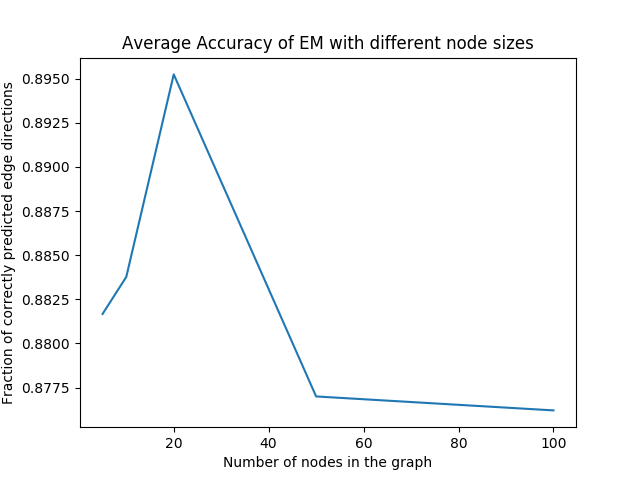 Average Accuracy of EM with different node sizes
Fraction of correctly predicted edge directions
0.8950
0.8925
0.8900
0.8875
0.8850
0.8825
0.8800
0.8775
20 40 60 80 100
Number of nodes in the graph